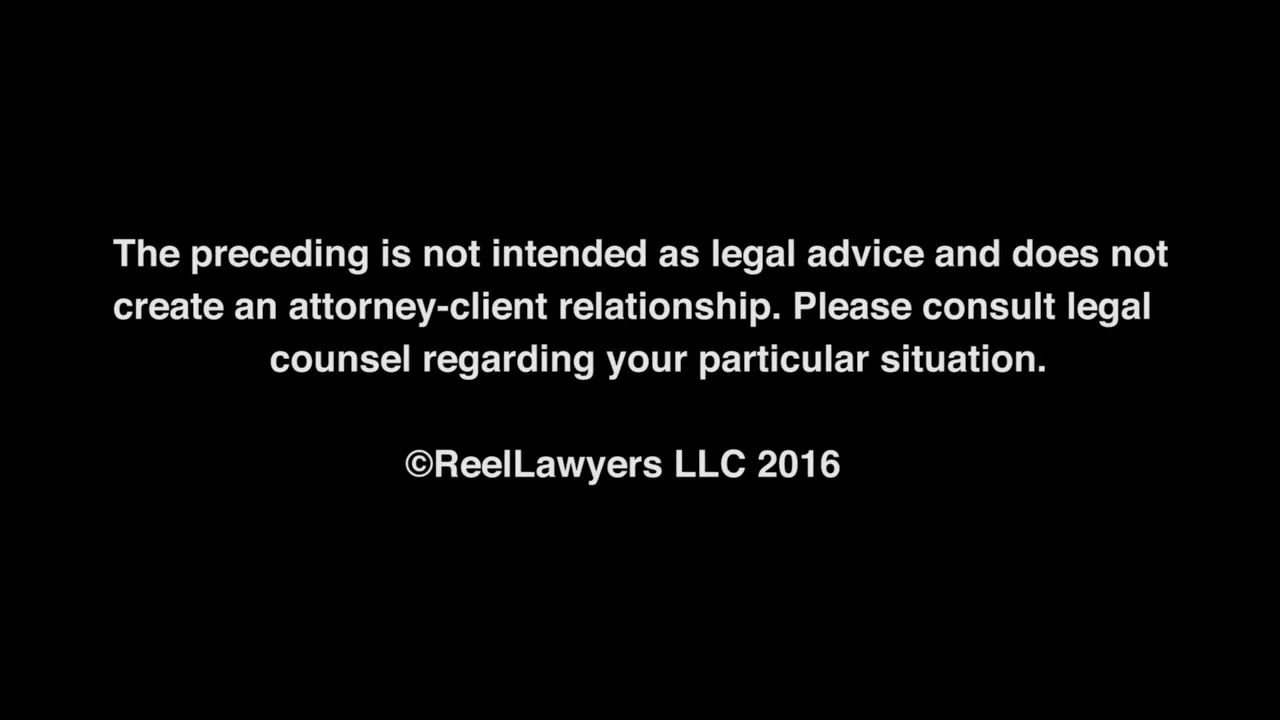 The preceding is not intended as legal advice and does not
create an attorney-client relationship. Please consult legal
counsel regarding your particular situation.
©ReelLawyers LLC 2016